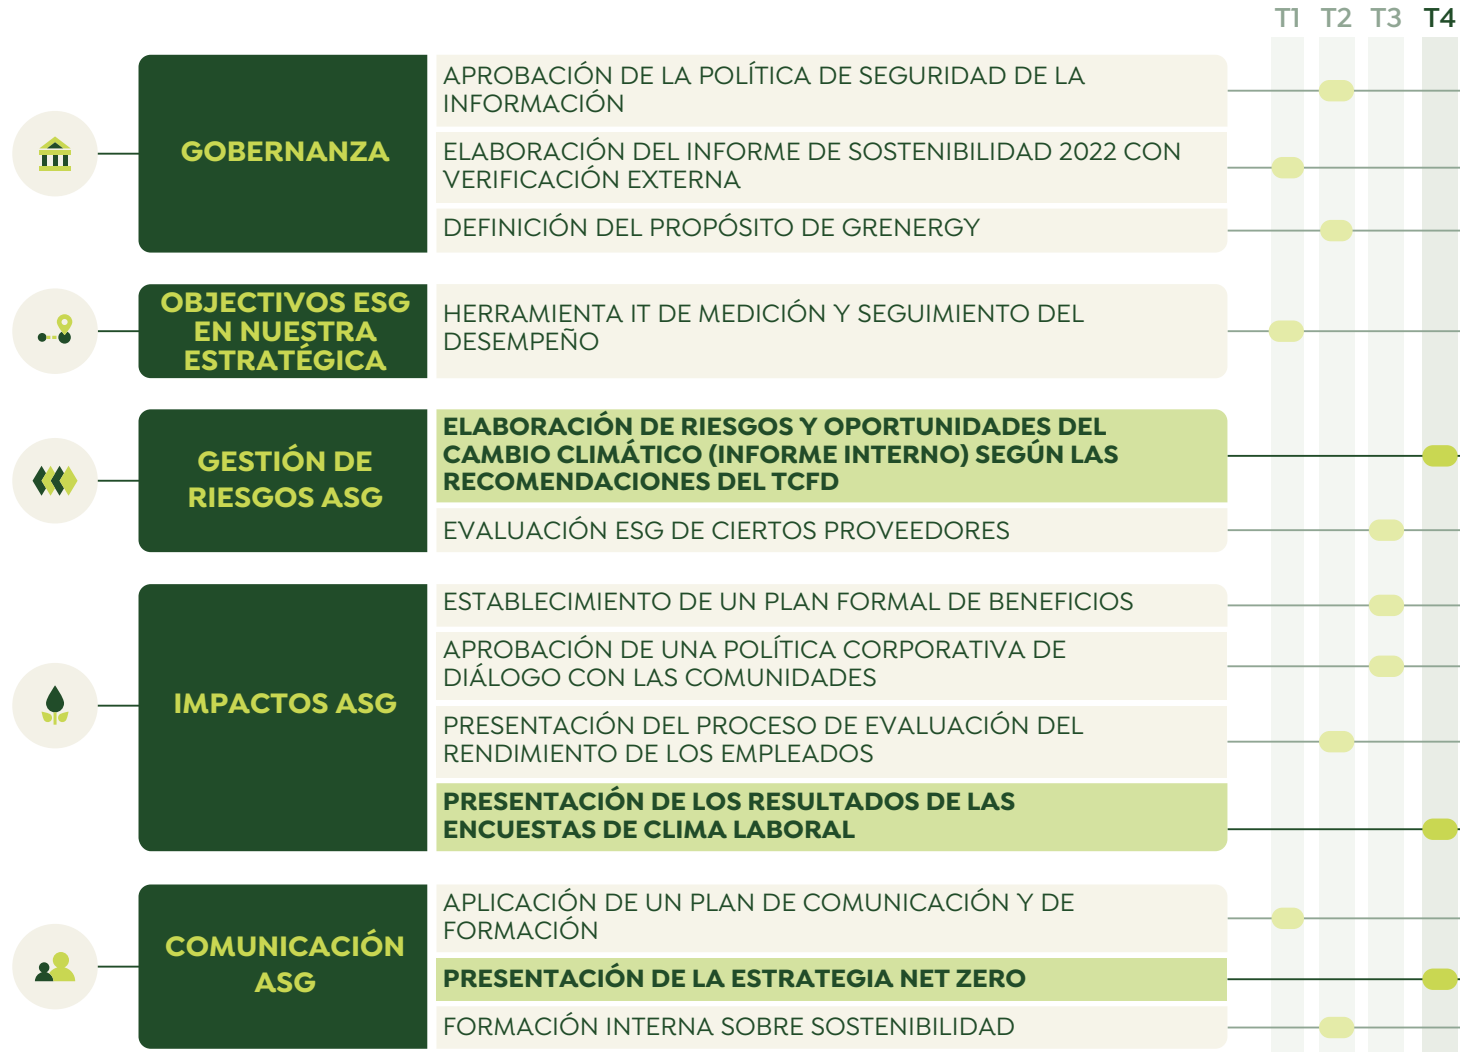 T1 T2 T3 T4
GOBERNANZA
APROBACIÓN DE LA POLÍTICA DE SEGURIDAD DE LA
INFORMACIÓN
ELABORACIÓN DEL INFORME DE SOSTENIBILIDAD 2022 CON
VERIFICACIÓN EXTERNA
DEFINICIÓN DEL PROPÓSITO DE GRENERGY
OBJECTIVOS ESG
EN NUESTRA
ESTRATÉGICA
HERRAMIENTA IT DE MEDICIÓN Y SEGUIMIENTO DEL
DESEMPEÑO
GESTIÓN DE
RIESGOS ASG
ELABORACIÓN DE RIESGOS Y OPORTUNIDADES DEL
CAMBIO CLIMÁTICO (INFORME INTERNO) SEGÚN LAS
RECOMENDACIONES DEL TCFD
EVALUACIÓN ESG DE CIERTOS PROVEEDORES
IMPACTOS ASG
ESTABLECIMIENTO DE UN PLAN FORMAL DE BENEFICIOS
APROBACIÓN DE UNA POLÍTICA CORPORATIVA DE
DIÁLOGO CON LAS COMUNIDADES
PRESENTACIÓN DEL PROCESO DE EVALUACIÓN DEL
RENDIMIENTO DE LOS EMPLEADOS
PRESENTACIÓN DE LOS RESULTADOS DE LAS
ENCUESTAS DE CLIMA LABORAL
COMUNICACIÓN
ASG
APLICACIÓN DE UN PLAN DE COMUNICACIÓN Y DE
FORMACIÓN
PRESENTACIÓN DE LA ESTRATEGIA NET ZERO
FORMACIÓN INTERNA SOBRE SOSTENIBILIDAD